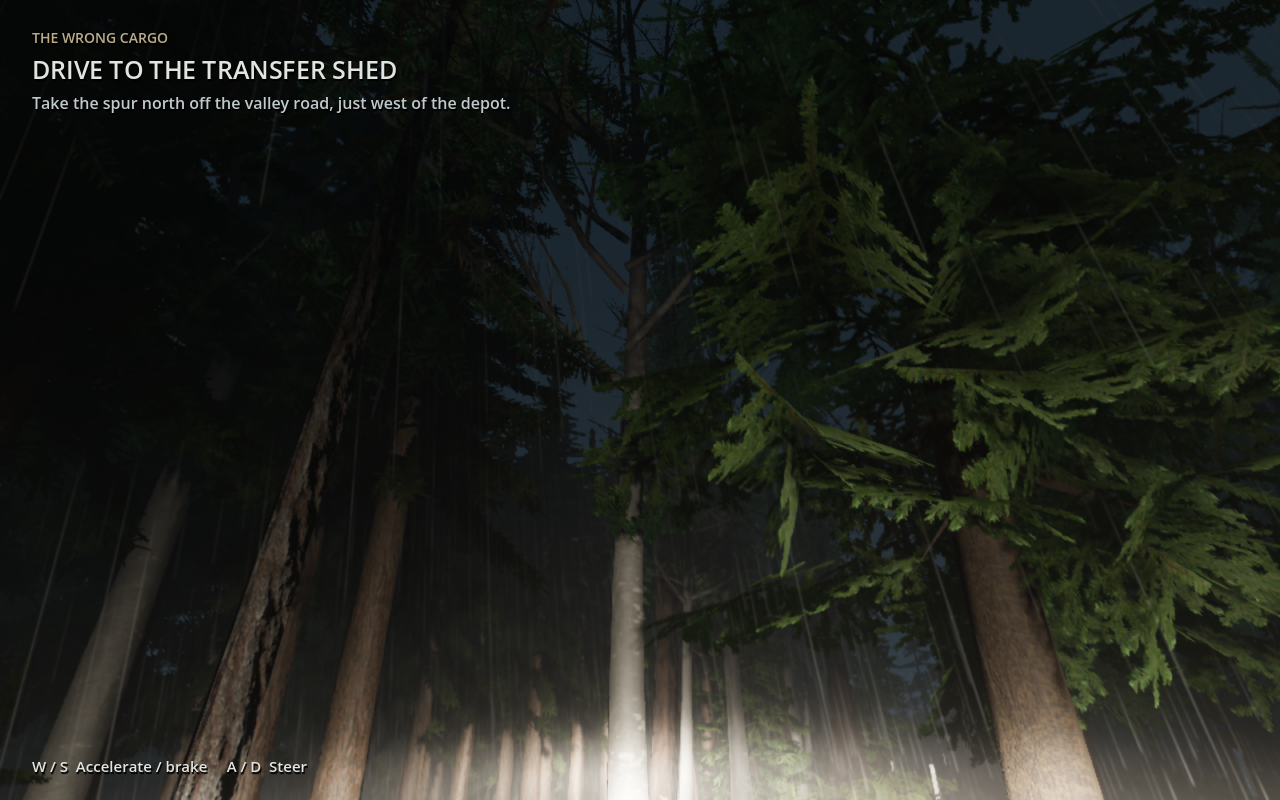 THE WRONG CARGO
DRIVE TO THE TRANSFER SHED
Take the spur north off the valley road, just west of the depot.
W / S Accelerate / brake A / D Steer